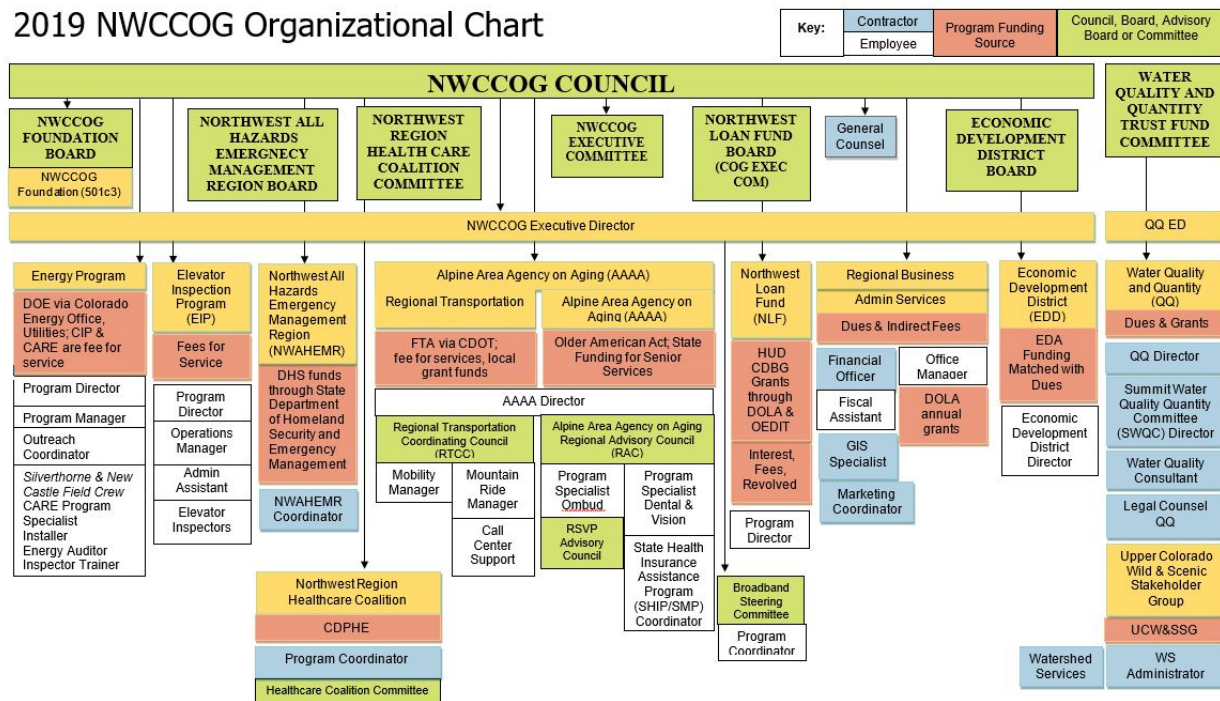 2019 NWCCOG Organizational Chart
Key:
Contractor
Employee
Program Funding
Source
Council, Board, Advisory
Board or Committee
NWCCOG COUNCIL
NWCCOG
FOUNDATION
BOARD
NWCCOG
Foundation (501c3)
NORTHWEST ALL
HAZARDS
EMERGNECY
MANAGEMENT
REGION BOARD
NORTHWEST
REGION
HEALTH CARE
COALITION
COMMITTEE
NWCCOG
EXECUTIVE
COMMITTEE
NORTHWEST
LOAN FUND
BOARD
(COG EXEC
COM)
General
Counsel
ECONOMIC
DEVELOPMENT
DISTRICT
BOARD
WATER
QUALITY AND
QUANTITY
TRUST FUND
COMMITTEE
NWCCOG Executive Director
QQ ED
Energy Program
DOE via Colorado
Energy Office,
Utilities; CIP &
CARE are fee for
service
Program Director
Program Manager
Outreach
Coordinator
Silverthorne & New
Castle Field Crew
CARE Program
Specialist
Installer
Energy Auditor
Inspector Trainer
Elevator
Inspection
Program
(EIP)
Fees for
Service
Program
Director
Operations
Manager
Admin
Assistant
Elevator
Inspectors
Northwest All
Hazards
Emergency
Management
Region
(NWAHEMR)
DHS funds
through State
Department
of Homeland
Security and
Emergency
Management
NWAHEMR
Coordinator
Northwest Region
Healthcare Coalition
CDPHE
Program Coordinator
Healthcare Coalition Committee
Alpine Area Agency on Aging (AAAA)
Regional Transportation
FTA via CDOT;
fee for services, local
grant funds
Alpine Area Agency on
Aging (AAAA)
Older American Act; State
Funding for Senior
Services
AAAA Director
Regional Transportation
Coordinating Council
(RTCC)
Mobility
Manager
Mountain
Ride
Manager
Call
Center
Support
Alpine Area Agency on Aging
Regional Advisory Council
(RAC)
Program
Specialist
Ombud
RSVP
Advisory
Council
Program
Specialist
Dental &
Vision
State Health
Insurance
Assistance
Program
(SHIP/SMP)
Coordinator
Northwest
Loan Fund
(NLF)
HUD
CDBG
Grants
through
DOLA &
OEDIT
Interest,
Fees,
Revolved
Program
Director
Broadband
Steering
Committee
Program
Coordinator
Regional Business
Admin Services
Dues & Indirect Fees
Financial
Officer
Fiscal
Assistant
GIS
Specialist
Marketing
Coordinator
Office
Manager
DOLA
annual
grants
Economic
Development
District
(EDD)
EDA
Funding
Matched with
Dues
Economic
Development
District
Director
Water Quality
and Quantity
(QQ)
Dues & Grants
QQ Director
Summit Water
Quality Quantity
Committee
(SWQC) Director
Water Quality
Consultant
Legal Counsel
QQ
Upper Colorado
Wild & Scenic
Stakeholder
Group
UCW&SSG
Watershed
Services
WS
Administrator